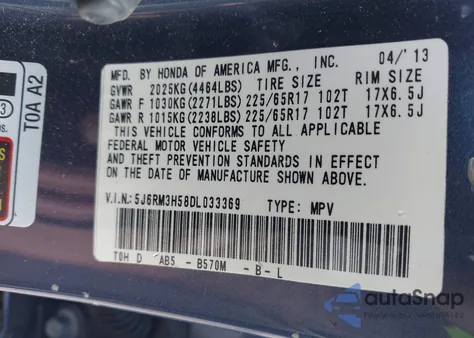 MFD. BY HONDA OF AMERICA MFG., INC. 04/'13
GVWR 2025KG(4464LBS) TIRE SIZE RIM SIZE
GAWR F 1030KG(2271LBS) 225/65R17 102T 17X6.5J
GAWR R 1015KG(2238LBS) 225/65R17 102T 17X6.5J
THIS VEHICLE CONFORMS TO ALL APPLICABLE
FEDERAL MOTOR VEHICLE SAFETY
AND THEFT PREVENTION STANDARDS IN EFFECT
ON THE DATE OF MANUFACTURE SHOWN ABOVE.
V.I.N: 5J6RM3H58DL033369 TYPE: MPV
TOH D AB5 - B570M - B - L
TOA A2
3
autoSnap